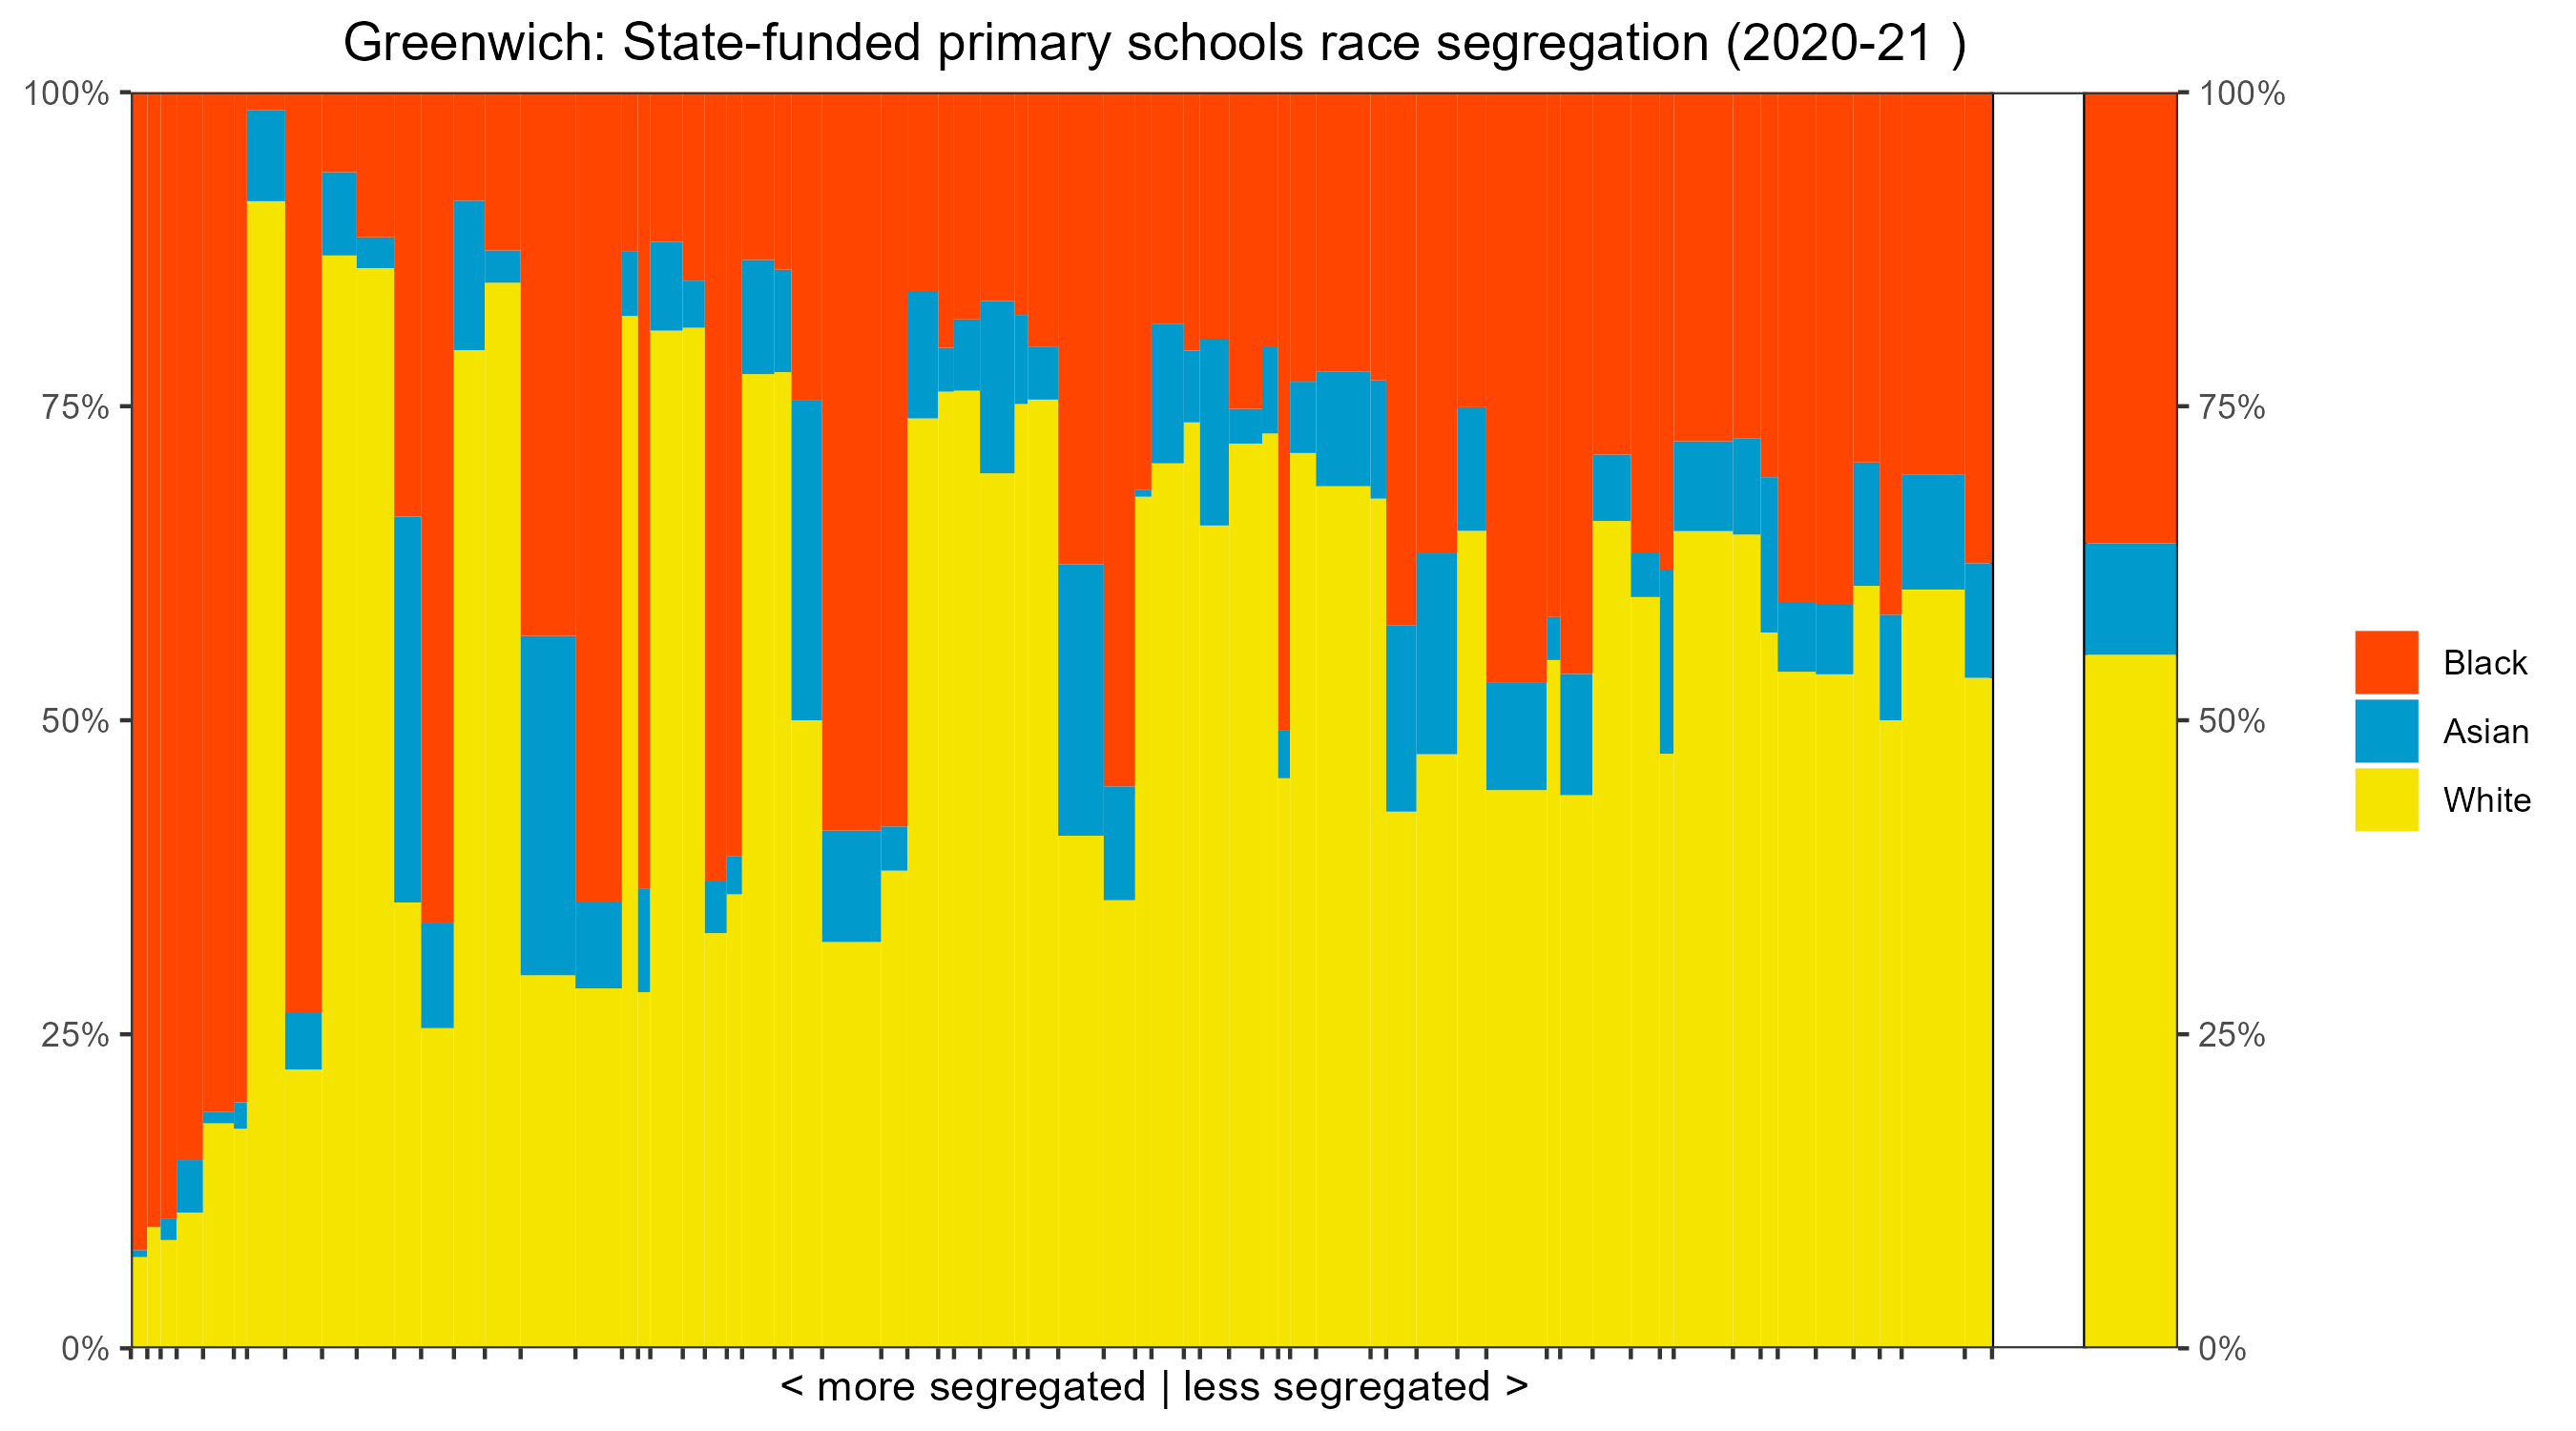 Greenwich: State-funded primary schools race segregation (2020-21 )
100%
75%
50%
25%
0%
100%
75%
50%
25%
0%
Black
Asian
White
< more segregated | less segregated >